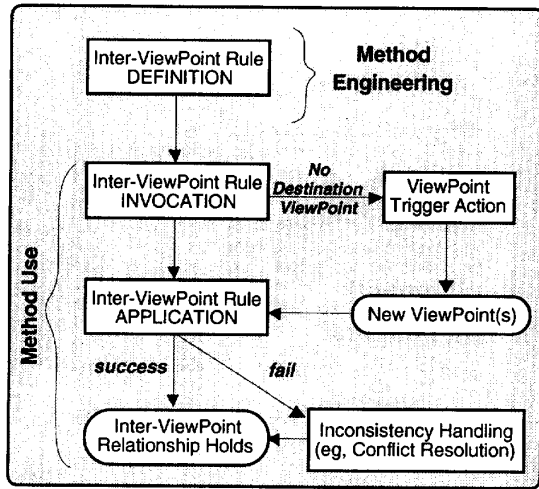 Inter-ViewPoint Rule
DEFINITION
Method
Engineering
Inter-ViewPoint Rule
INVOCATION
No
Destination
ViewPoint
ViewPoint
Trigger Action
Method Use
Inter-ViewPoint Rule
APPLICATION
New ViewPoint(s)
success
fail
Inter-ViewPoint
Relationship Holds
Inconsistency Handling
(eg, Conflict Resolution)